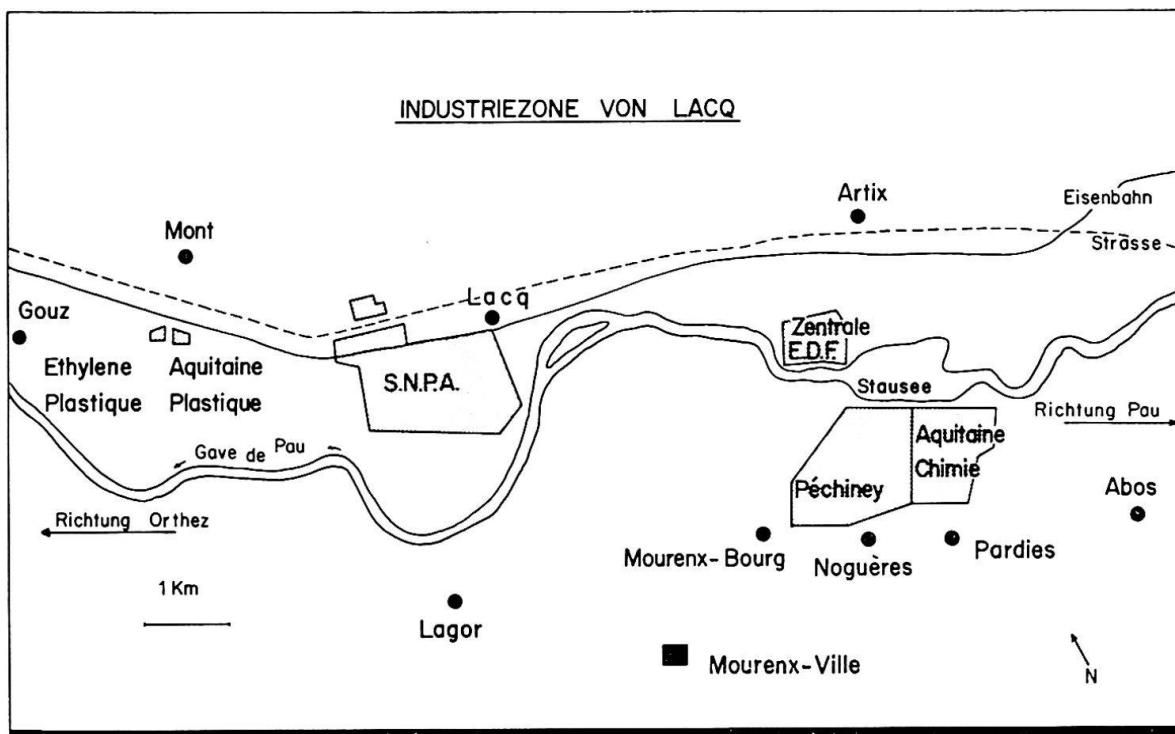 INDUSTRIEZONE VON LACQ
Artix
Eisenbahn
Mont
Strasse
Lacq
Gouz
Zentrale
E.D.F.
Ethylene
Plastique
Aquitaine
Plastique
S.N.P.A.
Stausee
Richtung Pau
Aquitaine
Chimie
Gave de Pau
Péchiney
Abos
Richtung Orthez
Mourenx-Bourg
Noguères
Pardies
1 Km
Lagor
Mourenx-Ville
N